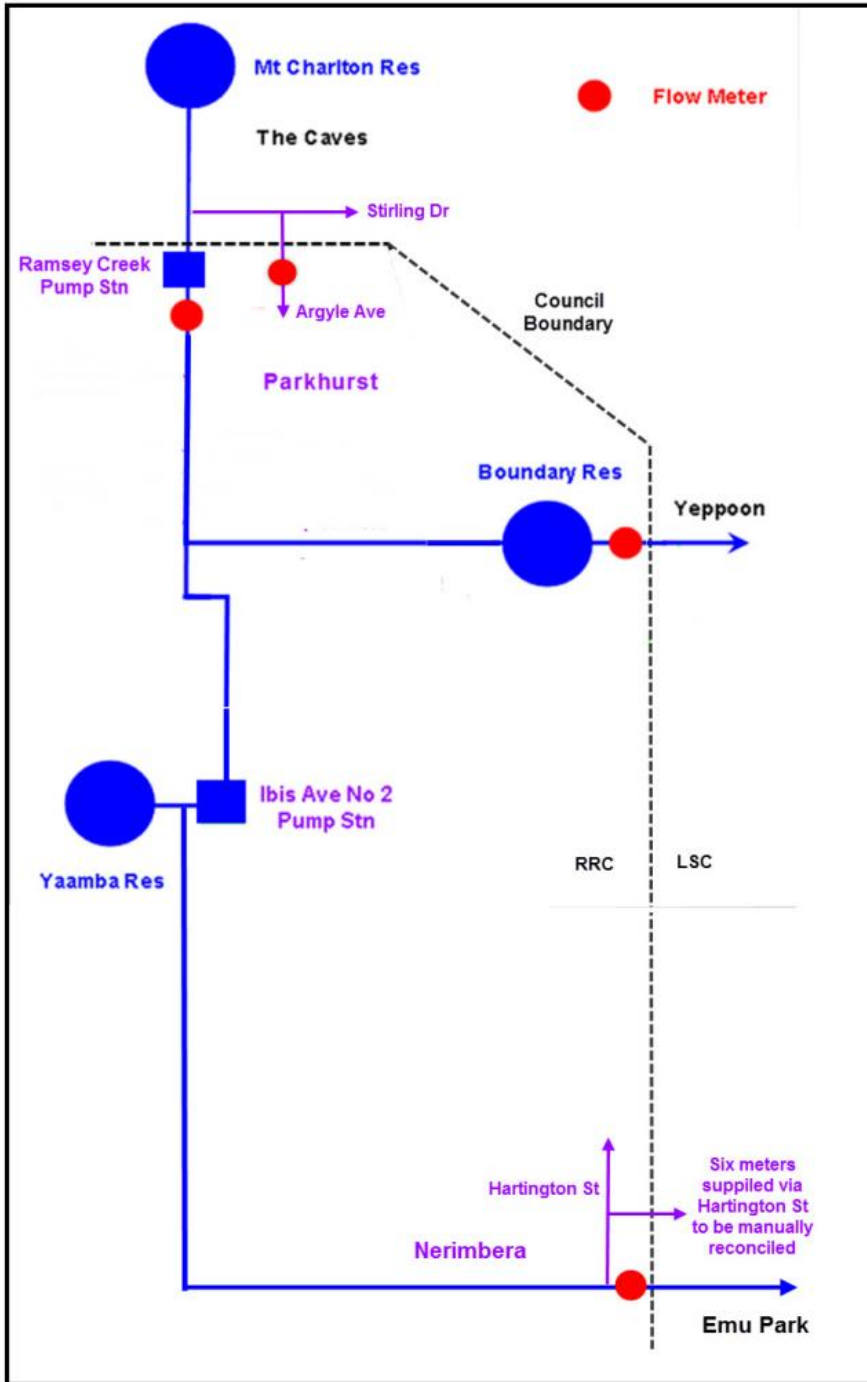 Mt Charlton Res
Flow Meter
The Caves
Stirling Dr
Ramsey Creek
Pump Stn
Argyle Ave
Council
Boundary
Parkhurst
Boundary Res
Yeppoon
Ibis Ave No 2
Pump Stn
Yaamba Res
RRC
LSC
Hartington St
Six meters
suppiled via
Hartington St
to be manually
reconciled
Nerimbera
Emu Park